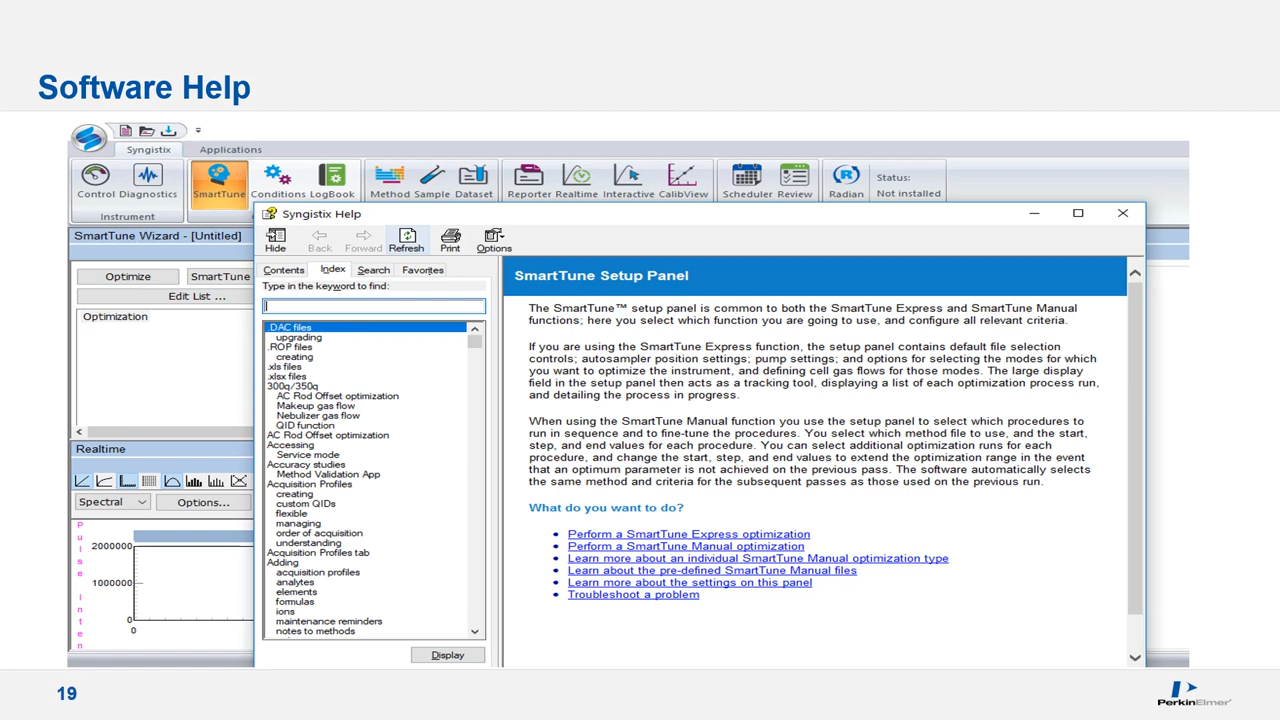 Software Help
Syngistix Applications
Control Diagnostics SmartTune Conditions LogBook Method Sample Dataset Reporter Realtime Interactive CalibView Scheduler Review Radian Status:
Not installed
Instrument
SmartTune Wizard - [Untitled]
Optimize SmartTune
Edit List ...
Optimization
Realtime
Spectral Options...
Pulse Inten
2000000
1000000
0
0
Syngistix Help
Hide Back Forward Refresh Print Options
Contents Index Search Favorites
Type in the keyword to find:
.DAC files
upgrading
.ROP files
creating
.xls files
.xlsx files
300q/350q
AC Rod Offset optimization
Makeup gas flow
Nebulizer gas flow
QID function
AC Rod Offset optimization
Accessing
Service mode
Accuracy studies
Method Validation App
Acquisition Profiles
creating
custom QIDs
flexible
managing
order of acquisition
understanding
Acquisition Profiles tab
Adding
acquisition profiles
analytes
elements
formulas
ions
maintenance reminders
notes to methods
Display
SmartTune Setup Panel
The SmartTune™ setup panel is common to both the SmartTune Express and SmartTune Manual
functions; here you select which function you are going to use, and configure all relevant criteria.
If you are using the SmartTune Express function, the setup panel contains default file selection
controls; autosampler position settings; pump settings; and options for selecting the modes for which
you want to optimize the instrument, and defining cell gas flows for those modes. The large display
field in the setup panel then acts as a tracking tool, displaying a list of each optimization process run,
and detailing the process in progress.
When using the SmartTune Manual function you use the setup panel to select which procedures to
run in sequence and to fine-tune the procedures. You select which method file to use, and the start,
step, and end values for each procedure. You can select additional optimization runs for each
procedure, and change the start, step, and end values to extend the optimization range in the event
that an optimum parameter is not achieved on the previous pass. The software automatically selects
the same method and criteria for the subsequent passes as those used on the previous run.
What do you want to do?
• Perform a SmartTune Express optimization
• Perform a SmartTune Manual optimization
• Learn more about an individual SmartTune Manual optimization type
• Learn about the pre-defined SmartTune Manual files
• Learn more about the settings on this panel
• Troubleshoot a problem
19
PerkinElmer